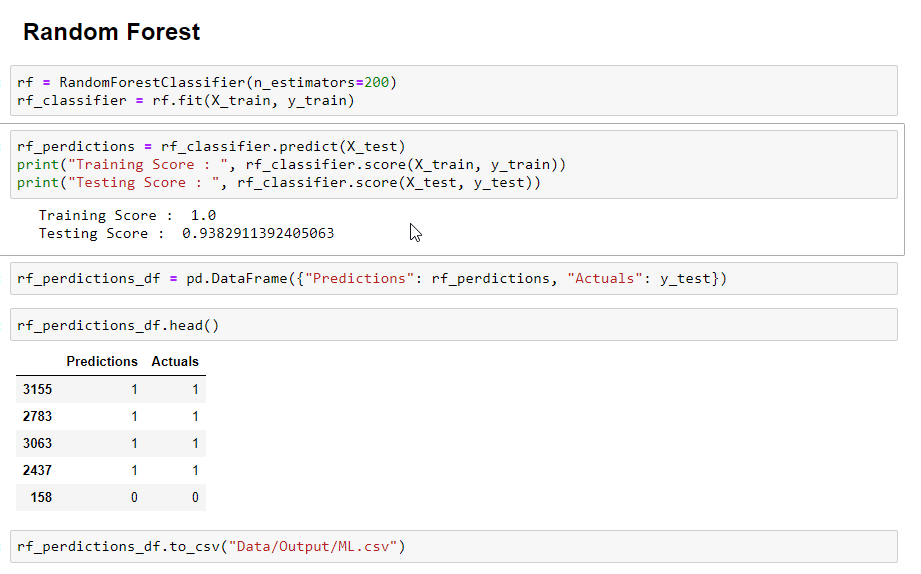 Random Forest
rf = RandomForestClassifier(n_estimators=200)
rf_classifier = rf.fit(X_train, y_train)
rf_perdictions = rf_classifier.predict(X_test)
print("Training Score : ", rf_classifier.score(X_train, y_train))
print("Testing Score : ", rf_classifier.score(X_test, y_test))
Training Score :  1.0
Testing Score :  0.9382911392405063
rf_perdictions_df = pd.DataFrame({"Predictions": rf_perdictions, "Actuals": y_test})
rf_perdictions_df.head()
Predictions Actuals
3155 1 1
2783 1 1
3063 1 1
2437 1 1
158 0 0
rf_perdictions_df.to_csv("Data/Output/ML.csv")